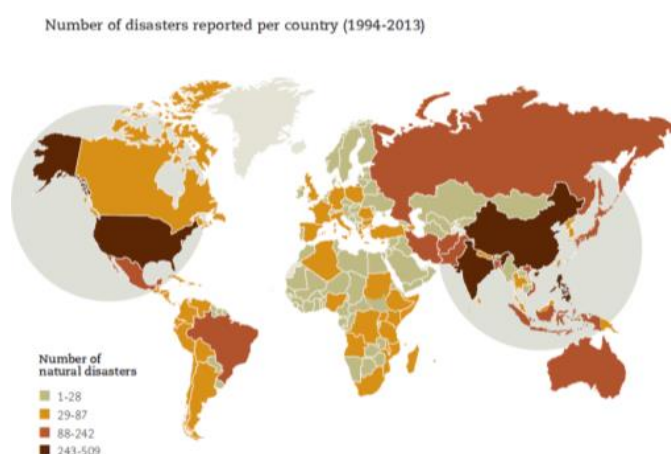 Number of disasters reported per country (1994-2013)
Number of
natural disasters
1-28
29-87
88-242
243-509